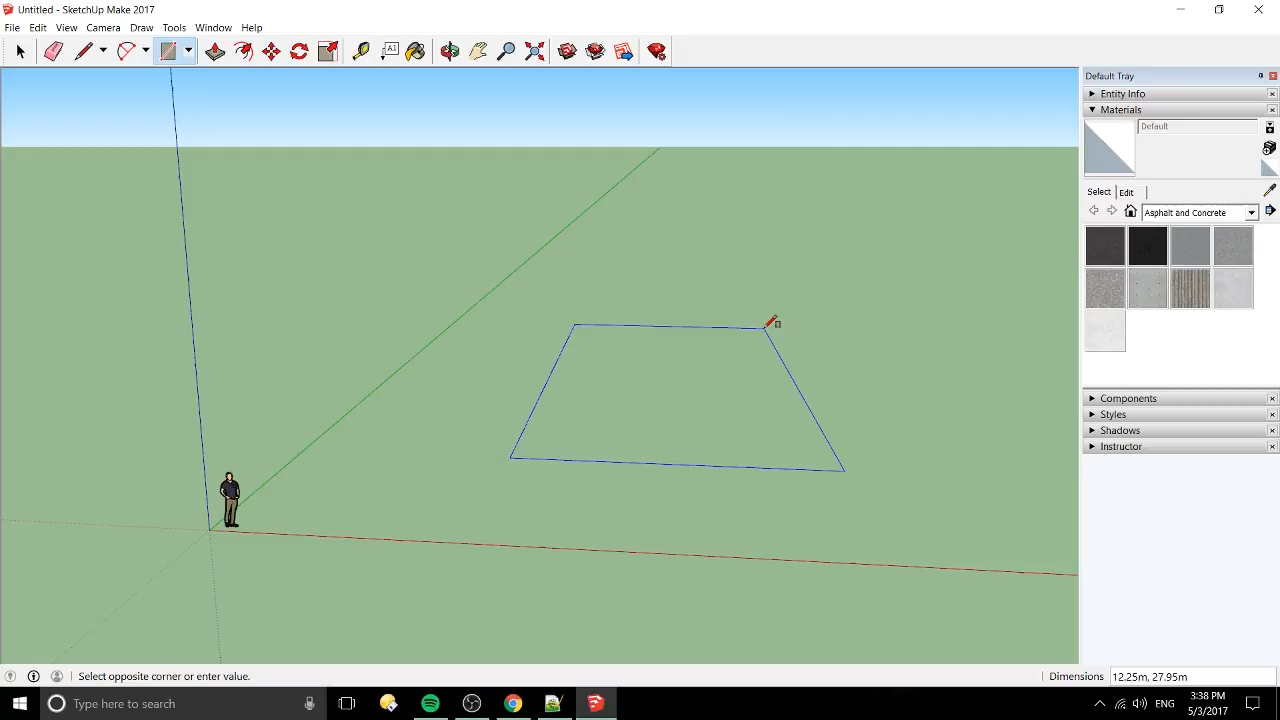 Untitled - SketchUp Make 2017
File Edit View Camera Draw Tools Window Help
A1
Default Tray
Entity Info
Materials
Default
Select Edit
Asphalt and Concrete
Components
Styles
Shadows
Instructor
Select opposite corner or enter value.
Dimensions 12.25m, 27.95m
Type here to search
ENG
3:38 PM
5/3/2017